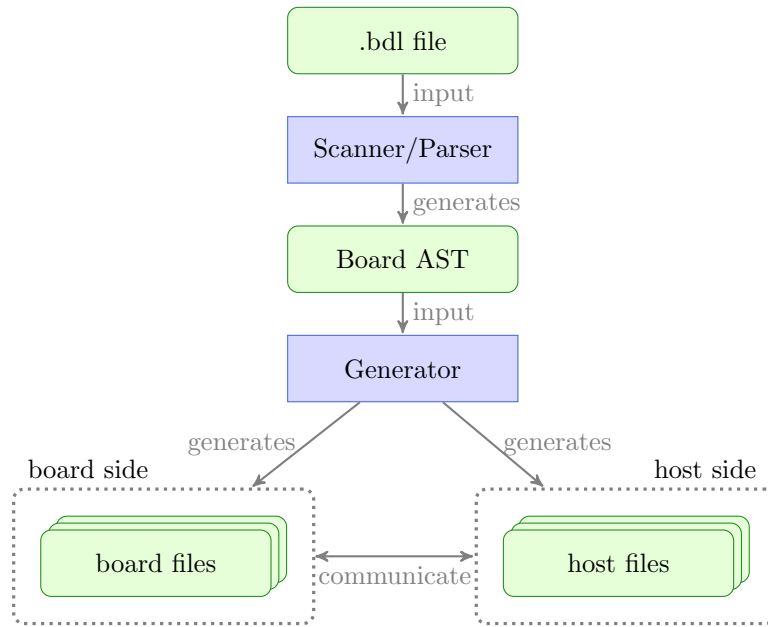 .bdl file
input
Scanner/Parser
generates
Board AST
input
Generator
generates
generates
board side
host side
board files
host files
communicate